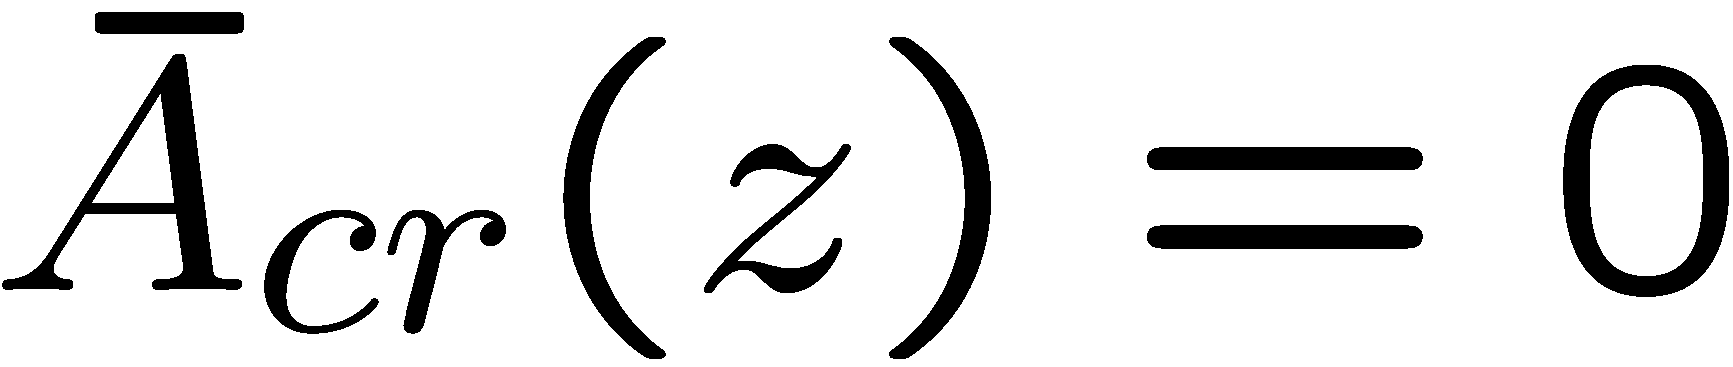 $\bar{A}_{cr}(z) = 0$